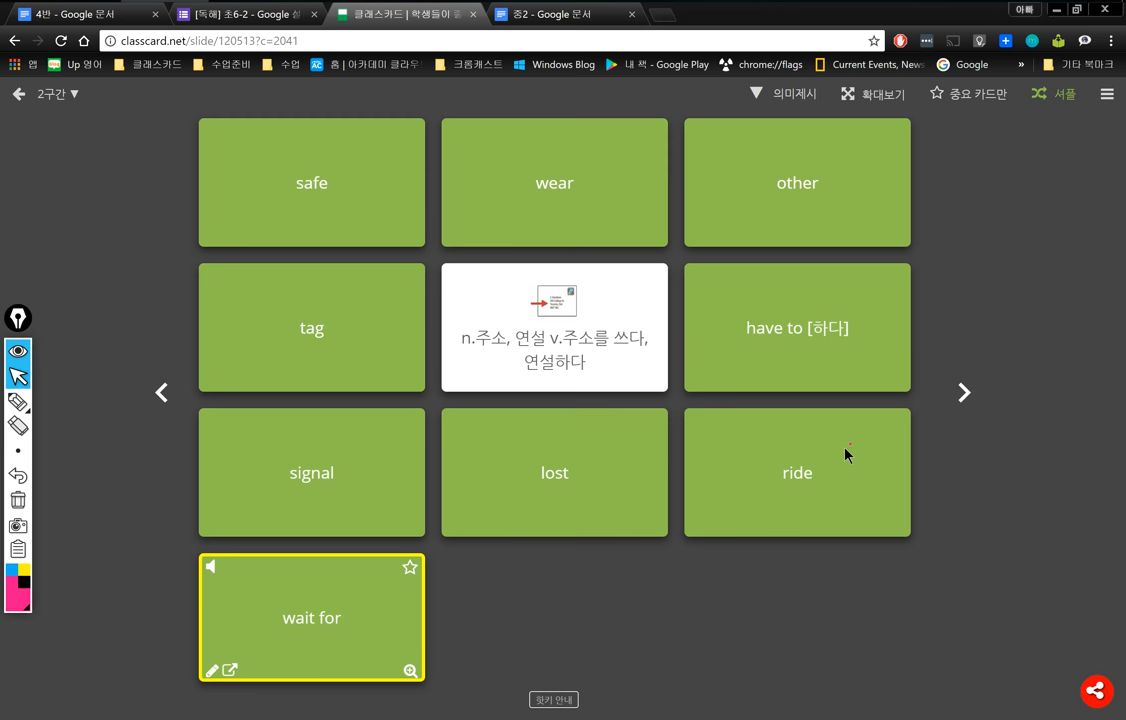 4반 - Google 문서
[독해] 초6-2 - Google 설
클래스카드 | 학생들이
중2 - Google 문서
아빠
classcard.net/slide/120513?c=2041
앱
Up 영어
클래스카드
수업준비
수업
홈 | 아카데미 클라우
크롬캐스트
Windows Blog
내 책 - Google Play
chrome://flags
Current Events, News
Google
»
기타 북마크
2구간 ▼
▼ 의미제시
확대보기
중요 카드만
셔플
safe
wear
other
tag
n.주소, 연설 v.주소를 쓰다,
연설하다
have to [하다]
signal
lost
ride
wait for
핫키 안내